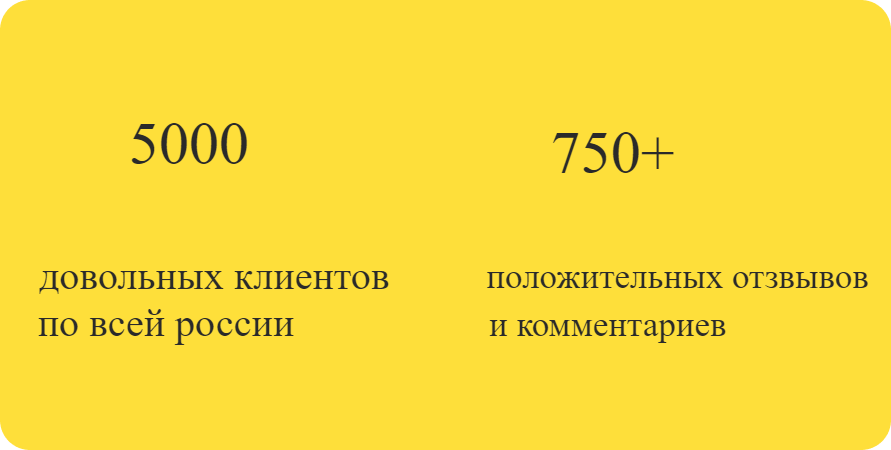 5000
довольных клиентов
по всей россии
750+
положительных отзвывов
и комментариев